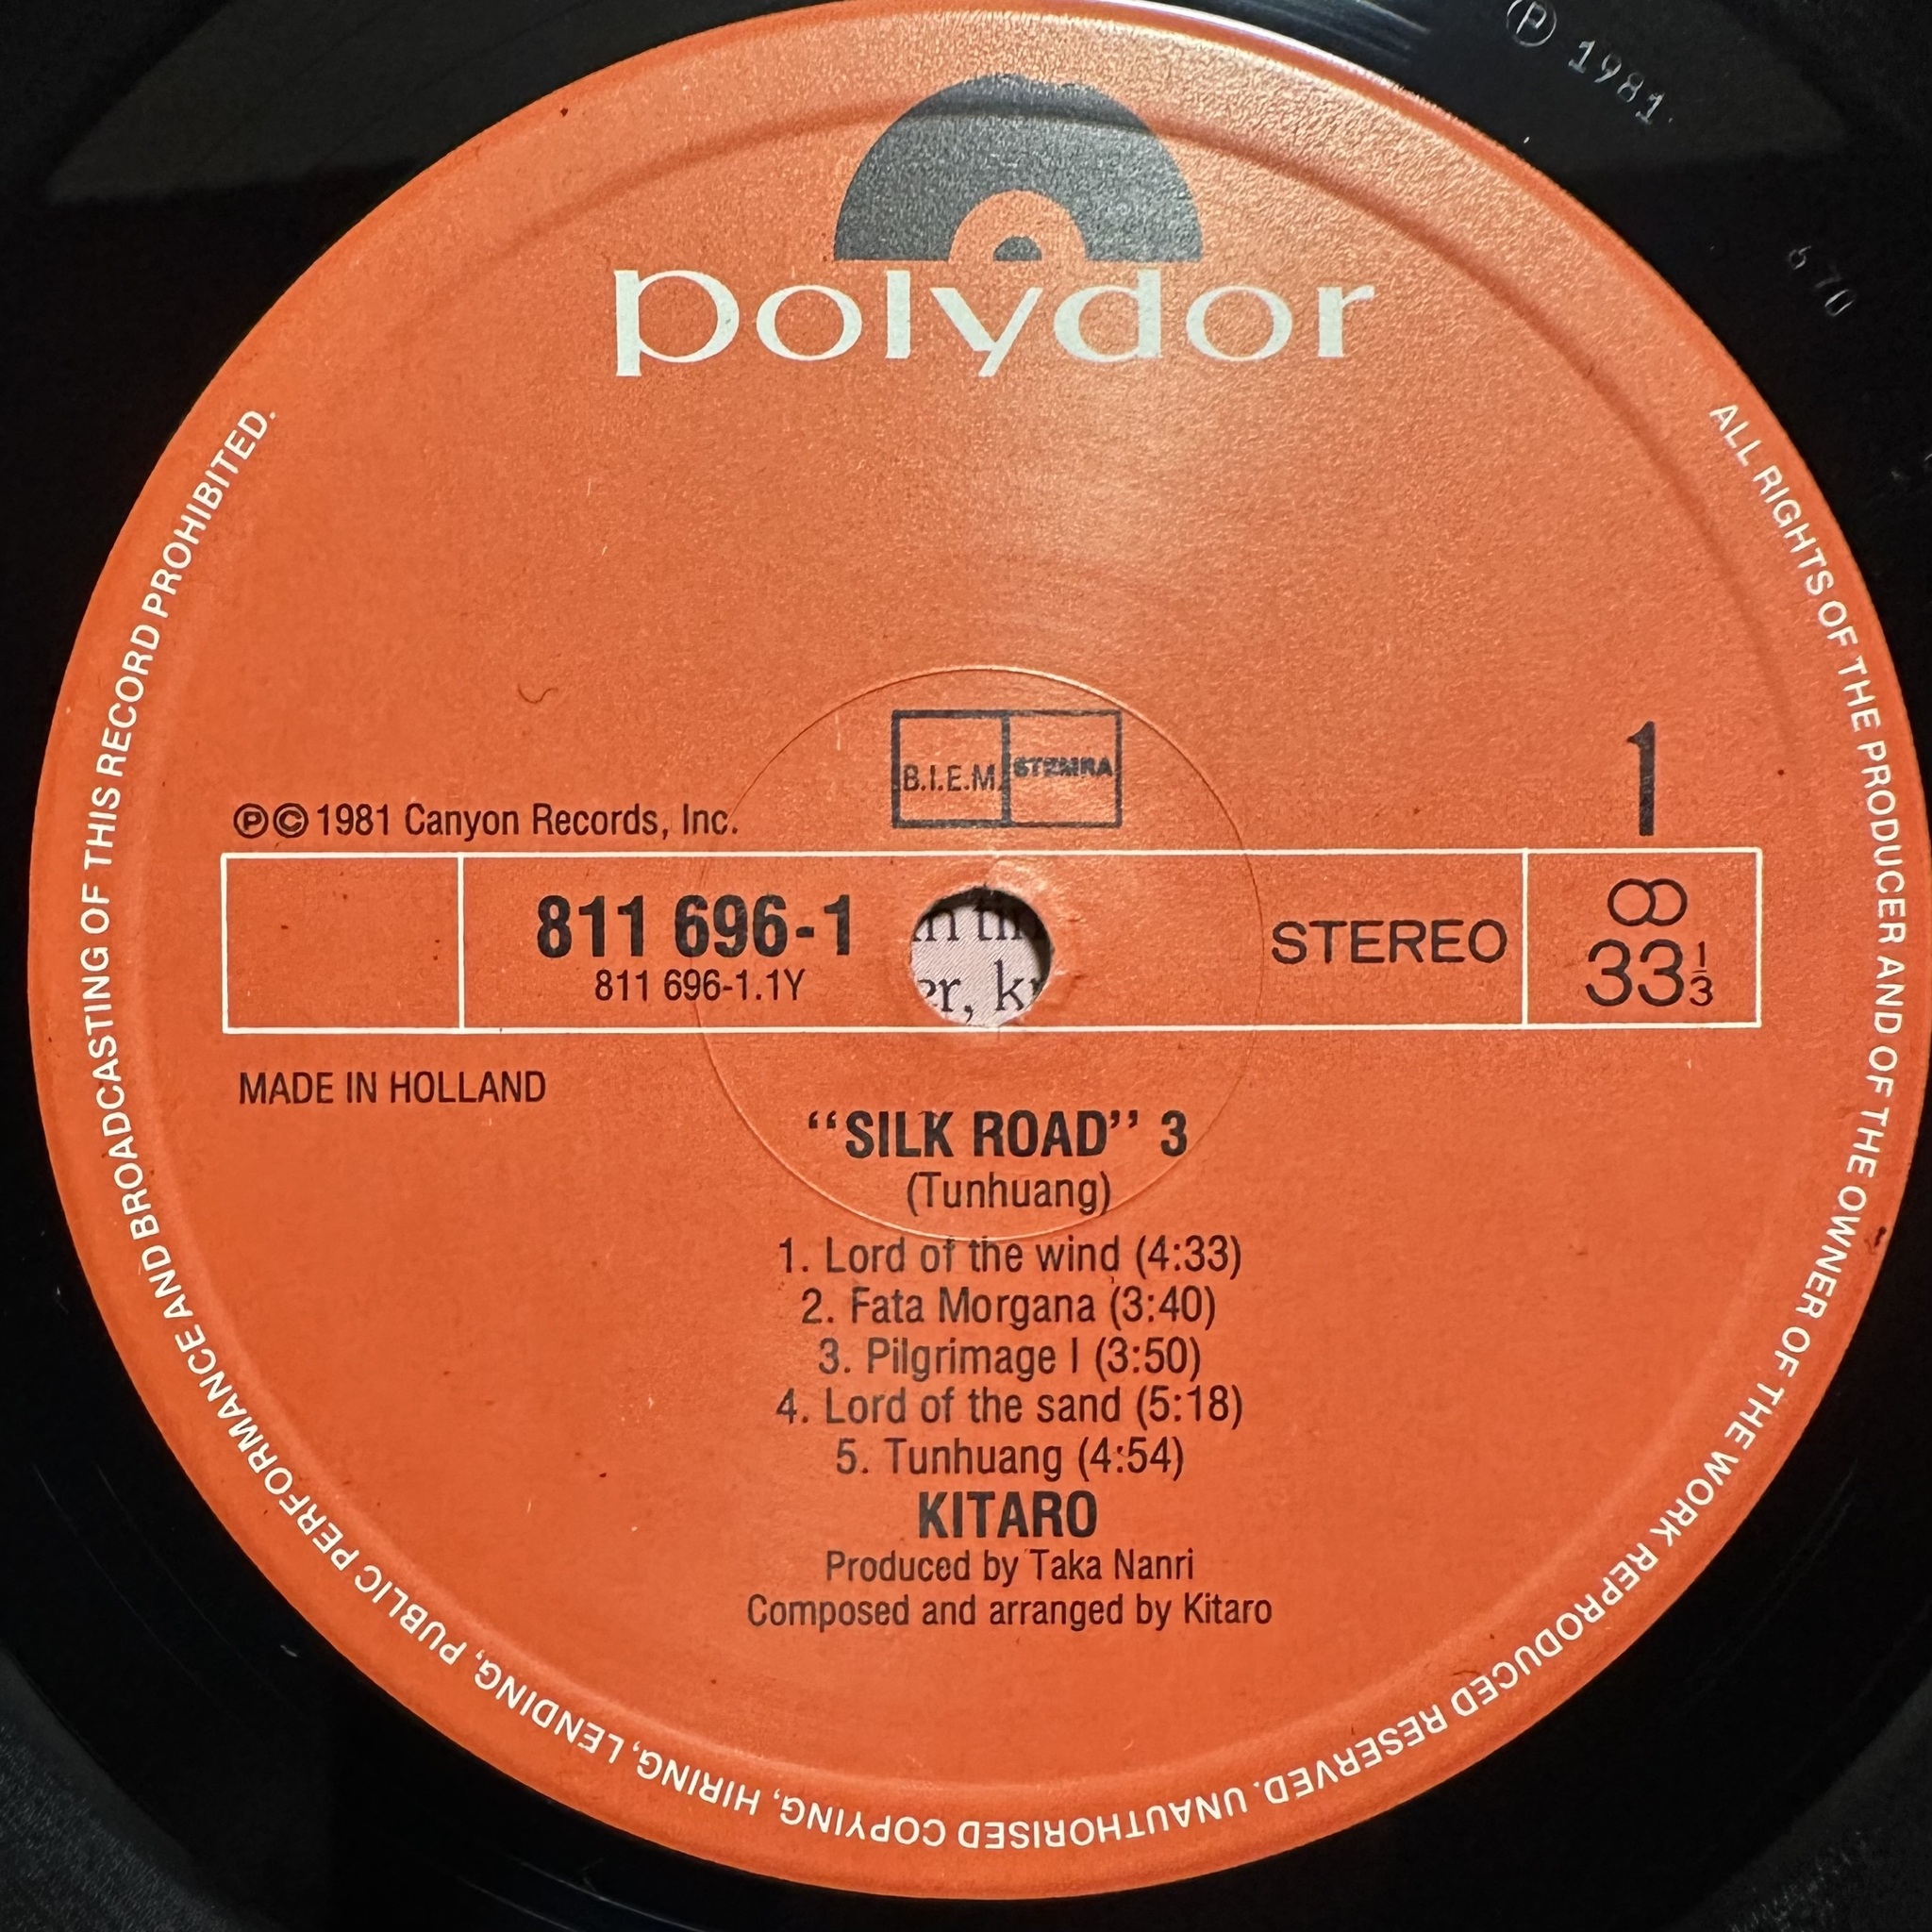 ℗ 1981
670
polydor
B.I.E.M. STEMRA
1
℗© 1981 Canyon Records, Inc.
811 696-1
811 696-1.1Y
STEREO
∞
33 1/3
MADE IN HOLLAND
“SILK ROAD” 3
(Tunhuang)
1. Lord of the wind (4:33)
2. Fata Morgana (3:40)
3. Pilgrimage I (3:50)
4. Lord of the sand (5:18)
5. Tunhuang (4:54)
KITARO
Produced by Taka Nanri
Composed and arranged by Kitaro
ALL RIGHTS OF THE PRODUCER AND OF THE OWNER OF THE WORK REPRODUCED RESERVED. UNAUTHORISED COPYING, HIRING, LENDING, PUBLIC PERFORMANCE AND BROADCASTING OF THIS RECORD PROHIBITED.